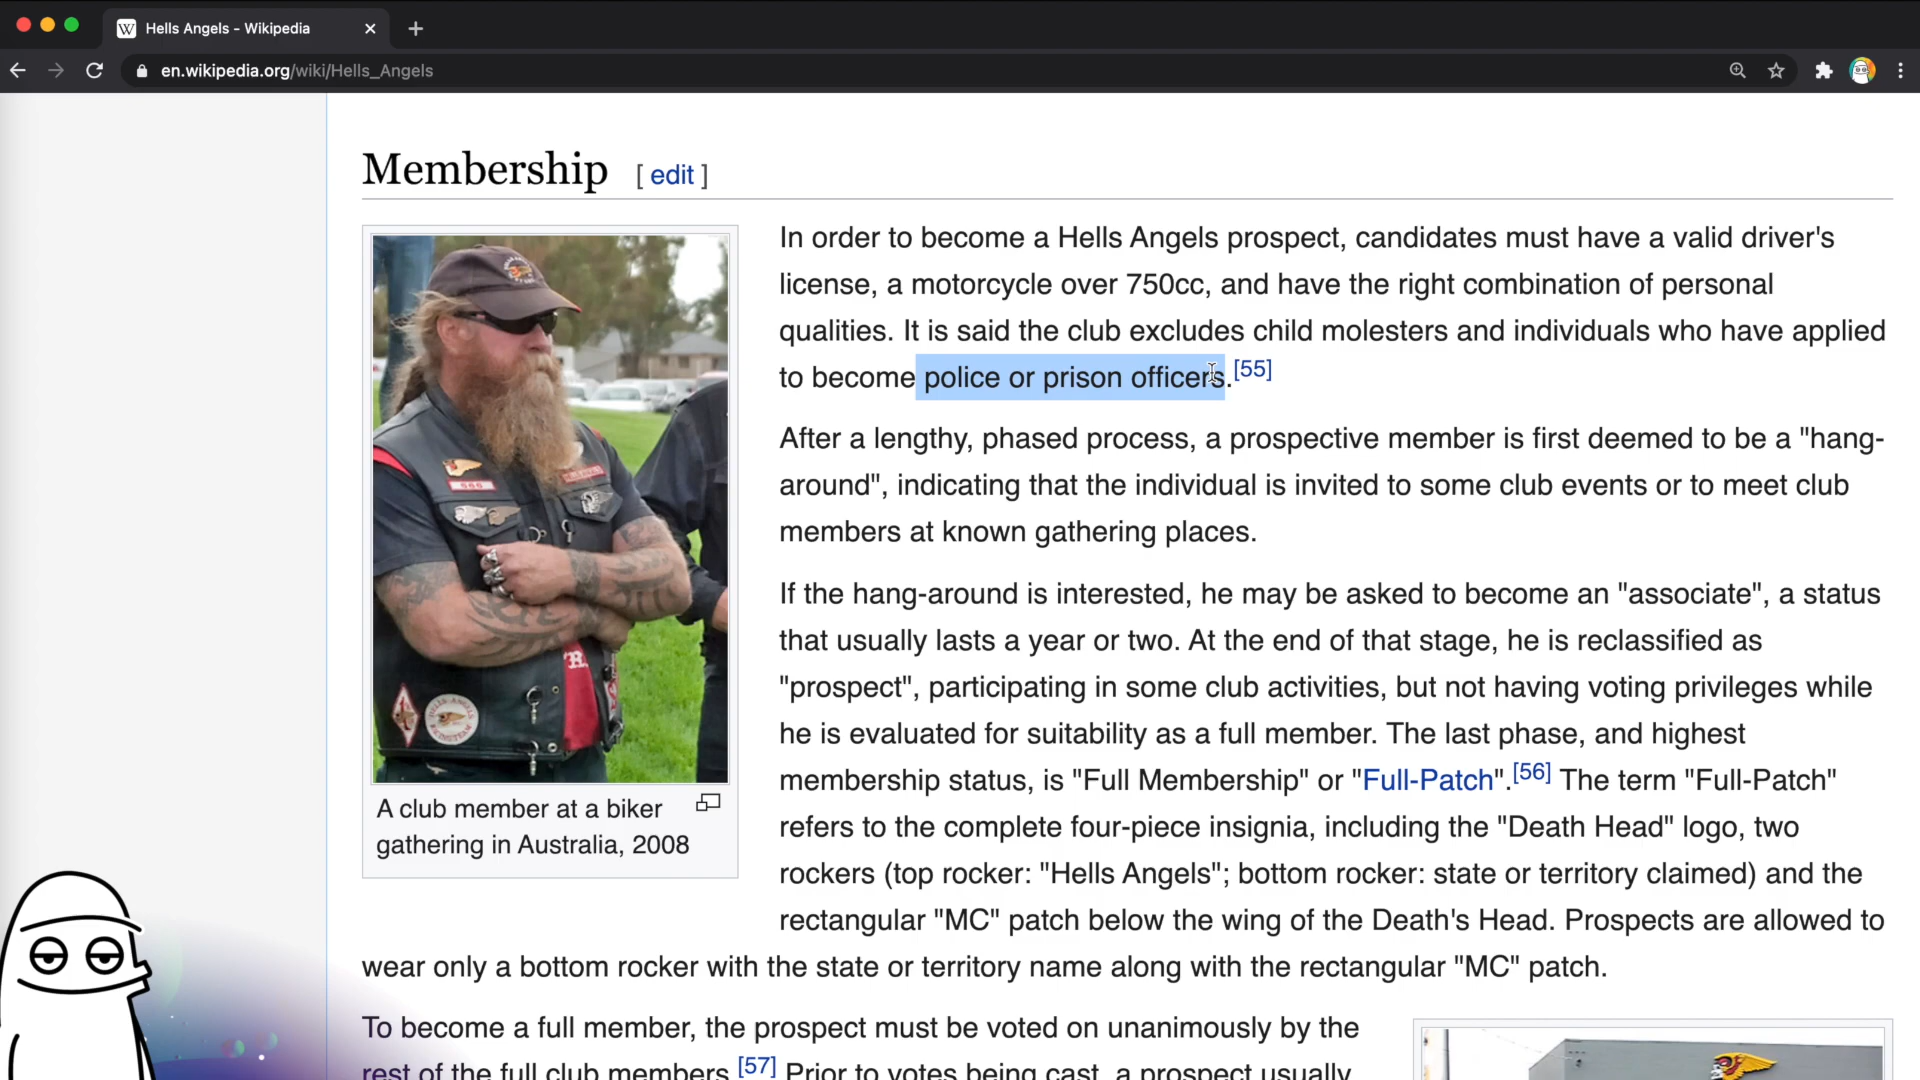 Hells Angels - Wikipedia
en.wikipedia.org/wiki/Hells_Angels
Membership [ edit ]
In order to become a Hells Angels prospect, candidates must have a valid driver's
license, a motorcycle over 750cc, and have the right combination of personal
qualities. It is said the club excludes child molesters and individuals who have applied
to become police or prison officers.[55]
After a lengthy, phased process, a prospective member is first deemed to be a "hang-
around", indicating that the individual is invited to some club events or to meet club
members at known gathering places.
If the hang-around is interested, he may be asked to become an "associate", a status
that usually lasts a year or two. At the end of that stage, he is reclassified as
"prospect", participating in some club activities, but not having voting privileges while
he is evaluated for suitability as a full member. The last phase, and highest
membership status, is "Full Membership" or "Full-Patch".[56] The term "Full-Patch"
refers to the complete four-piece insignia, including the "Death Head" logo, two
rockers (top rocker: "Hells Angels"; bottom rocker: state or territory claimed) and the
rectangular "MC" patch below the wing of the Death's Head. Prospects are allowed to
wear only a bottom rocker with the state or territory name along with the rectangular "MC" patch.
666
A club member at a biker
gathering in Australia, 2008
To become a full member, the prospect must be voted on unanimously by the
rest of the full club members.[57] Prior to votes being cast, a prospect usually